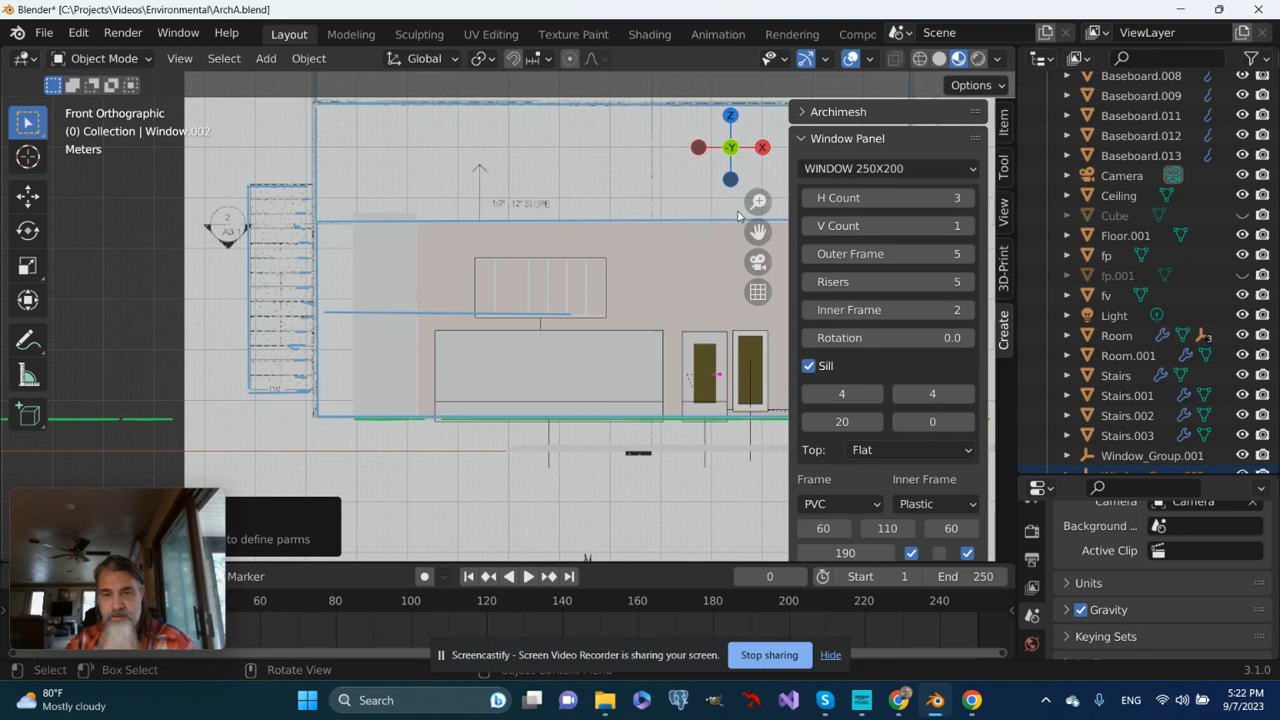 Blender* [C:\Projects\Videos\Environmental\ArchA.blend]
File Edit Render Window Help Layout Modeling Sculpting UV Editing Texture Paint Shading Animation Rendering Compo Scene ViewLayer
Object Mode View Select Add Object Global
Options
Front Orthographic
(0) Collection | Window.002
Meters
Z
Y
X
1/2" 12" SLOPE
2
A3.1
DN
Archimesh
Window Panel
WINDOW 250X200
H Count 3
V Count 1
Outer Frame 5
Risers 5
Inner Frame 2
Rotation 0.0
Sill
4 4
20 0
Top: Flat
Frame Inner Frame
PVC Plastic
60 110 60
190
Item
Tool
View
3D-Print
Create
Baseboard.008
Baseboard.009
Baseboard.011
Baseboard.012
Baseboard.013
Camera
Ceiling
Cube
Floor.001
fp
fp.001
fv
Light
Room 3
Room.001
Stairs
Stairs.001
Stairs.002
Stairs.003
Window_Group.001
Camera Camera
Background ...
Active Clip
Units
Gravity
Keying Sets
to define parms
Marker
0 Start 1 End 250
60 80 100 120 140 160 180 200 220 240
Screencastify - Screen Video Recorder is sharing your screen. Stop sharing Hide
Select Box Select Rotate View 3.1.0
80°F
Mostly cloudy
Search
ENG
5:22 PM
9/7/2023